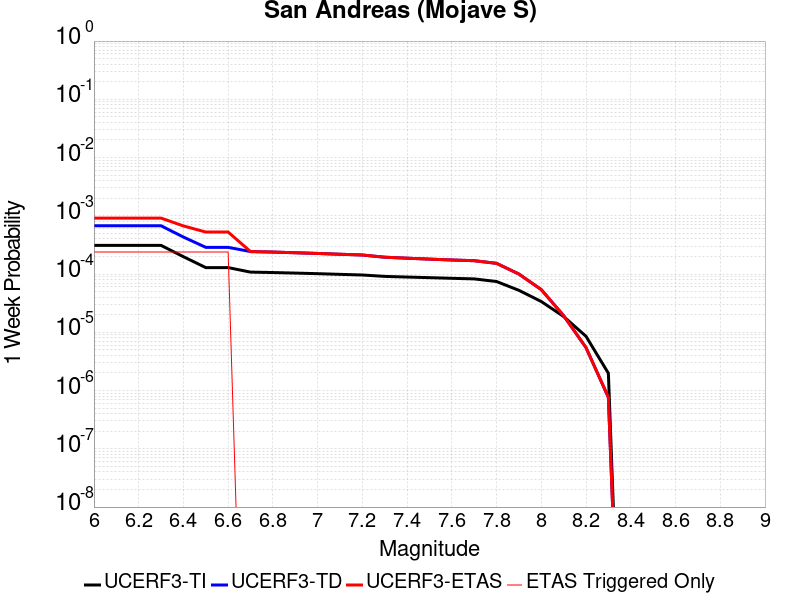 San Andreas (Mojave S)
10^0
10^-1
10^-2
10^-3
10^-4
10^-5
10^-6
10^-7
10^-8
1 Week Probability
6 6.2 6.4 6.6 6.8 7 7.2 7.4 7.6 7.8 8 8.2 8.4 8.6 8.8 9
Magnitude
UCERF3-TI UCERF3-TD UCERF3-ETAS ETAS Triggered Only